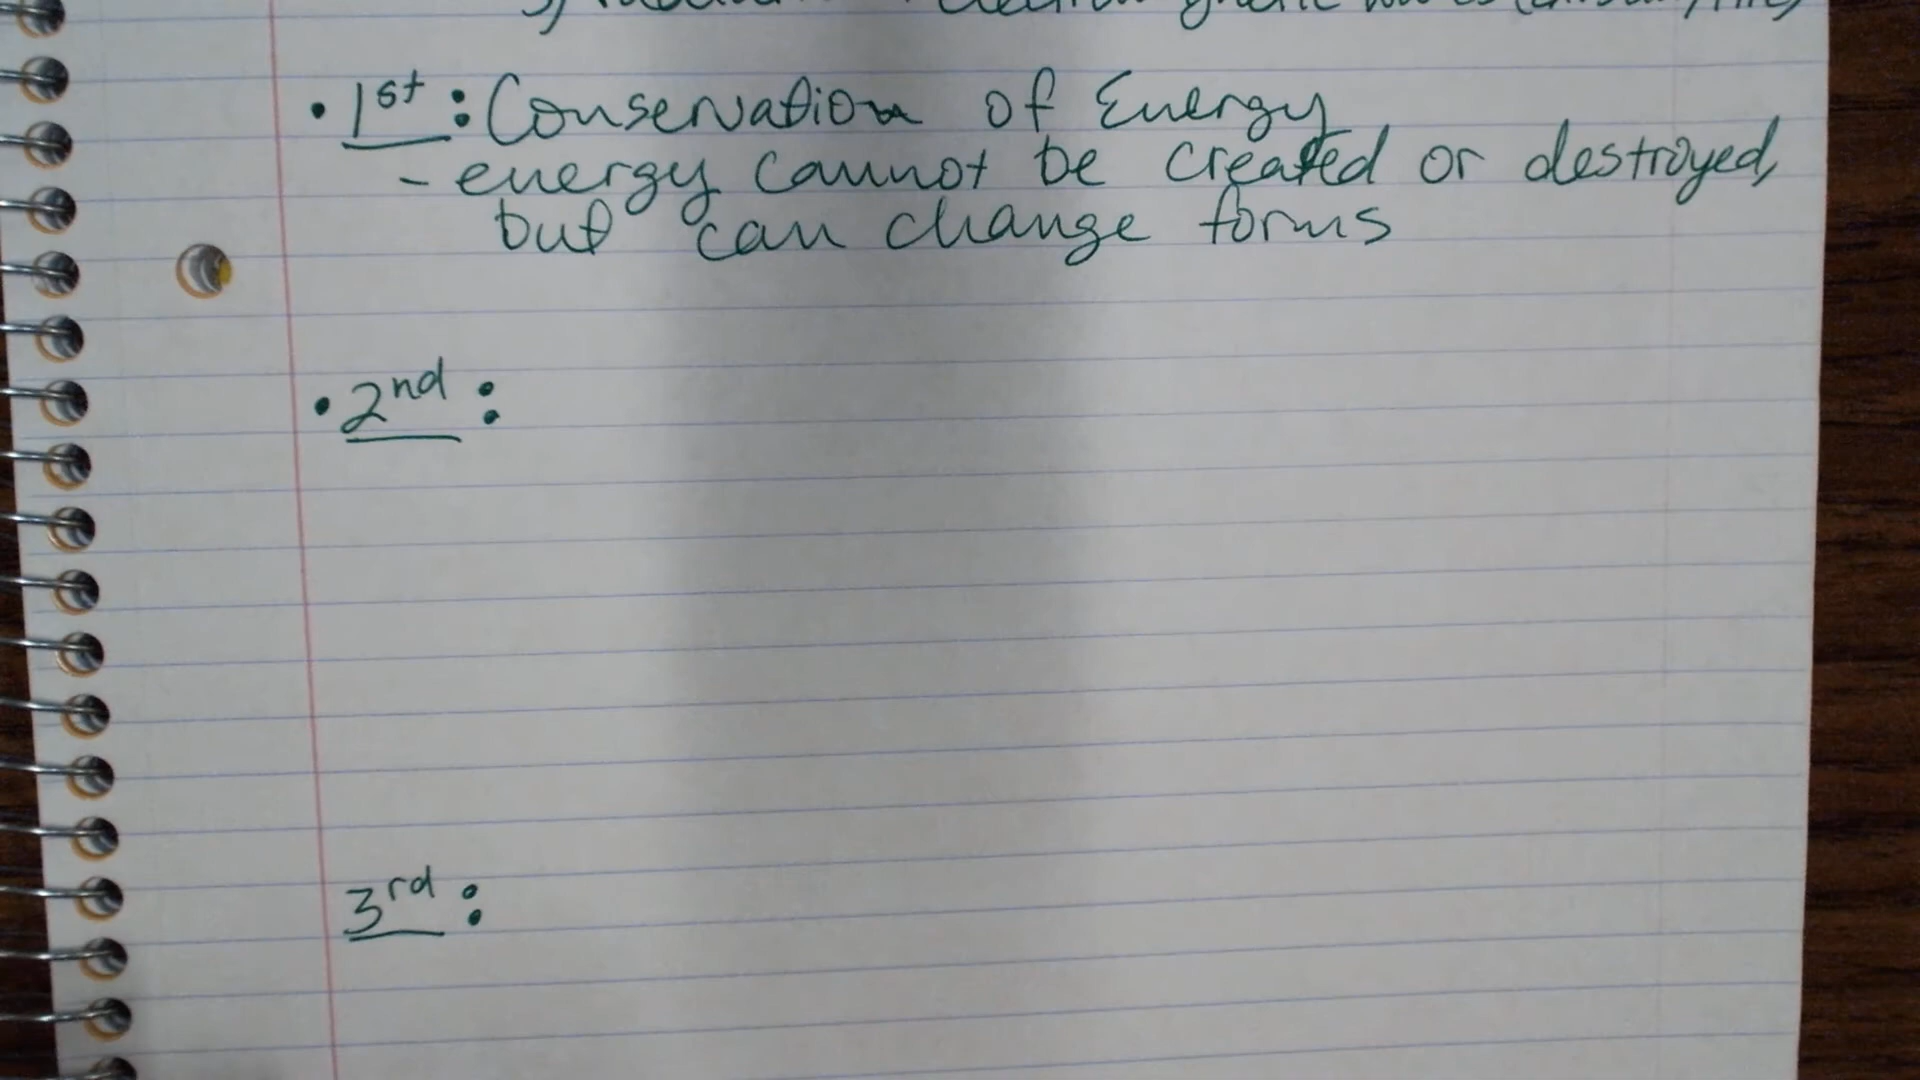 • 1st: Conservation of Energy
- energy cannot be created or destroyed,
but can change forms
• 2nd:
3rd: